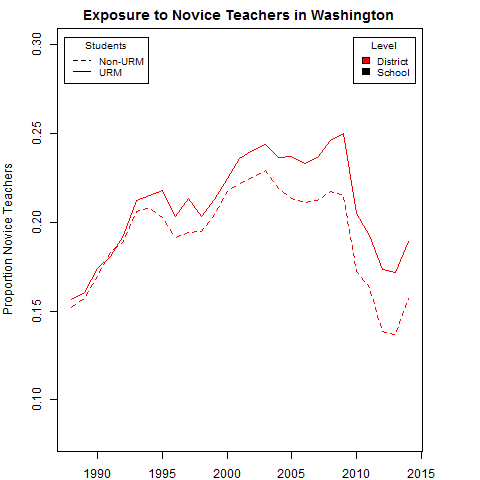 Exposure to Novice Teachers in Washington
Students
Non-URM
URM
Level
District
School
Proportion Novice Teachers
0.30
0.25
0.20
0.15
0.10
1990 1995 2000 2005 2010 2015